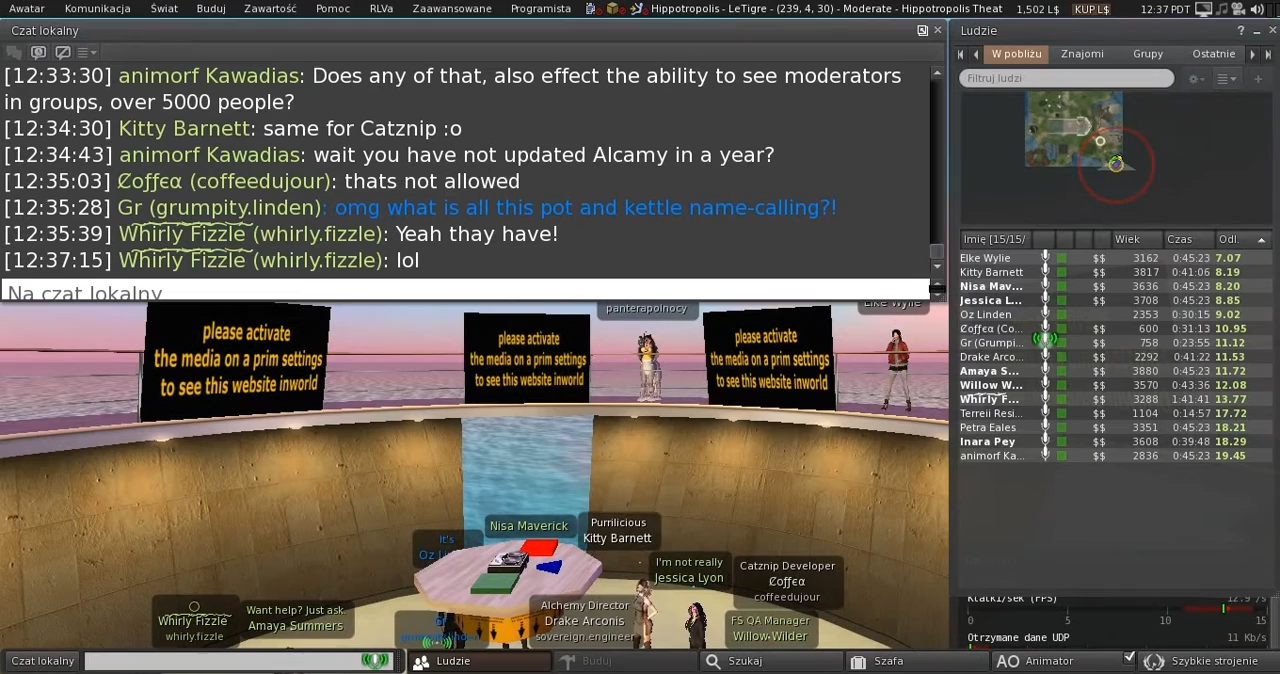 Awatar Komunikacja Świat Buduj Zawartość Pomoc RLVa Zaawansowane Programista Hippotropolis - LeTigre - (239, 4, 30) - Moderate - Hippotropolis Theat 1,502 L$ KUP L$ 12:37 PDT
Czat lokalny
[12:33:30] animorf Kawadias: Does any of that, also effect the ability to see moderators
in groups, over 5000 people?
[12:34:30] Kitty Barnett: same for Catznip :o
[12:34:43] animorf Kawadias: wait you have not updated Alcamy in a year?
[12:35:03] Ȼoƒƒєα (coffeedujour): thats not allowed
[12:35:28] Gr (grumpity.linden): omg what is all this pot and kettle name-calling?!
[12:35:39] Whirly Fizzle (whirly.fizzle): Yeah thay have!
[12:37:15] Whirly Fizzle (whirly.fizzle): lol
Na czat lokalny
Ludzie
W pobliżu Znajomi Grupy Ostatnie
Filtruj ludzi
Imię [15/15/ Wiek Czas Odl.
Elke Wylie $$ 3162 0:45:23 7.07
Kitty Barnett $$ 3817 0:41:06 8.19
Nisa Mav... $$ 3636 0:45:23 8.20
Jessica L... $$ 3708 0:45:23 8.85
Oz Linden 2353 0:30:15 9.02
Ȼoƒƒєα (Co... $$ 600 0:31:13 10.95
Gr (Grumpi... $$ 758 0:23:55 11.12
Drake Arco... $$ 2292 0:41:22 11.53
Amaya S... $$ 3880 0:45:23 11.72
Willow W... $$ 3570 0:43:36 12.08
Whirly F... $$ 3288 1:41:41 13.77
Terreii Resi... $$ 1104 0:14:57 17.72
Petra Eales $$ 3351 0:45:23 18.21
Inara Pey $$ 3608 0:39:48 18.29
animorf Ka... $$ 2836 0:45:23 19.45
panterapolnocy
Elke Wylie
please activate
the media on a prim settings
to see this website inworld
please activate
the media on a prim settings
to see this website inworld
please activate
the media on a prim settings
to see this website inworld
It's
Oz
Nisa Maverick
Purrilicious
Kitty Barnett
I'm not really
Jessica Lyon
Catznip Developer
Ȼoƒƒєα
coffeedujour
Whirly Fizzle
whirly.fizzle
Want help? Just ask.
Amaya Summers
Gr
Alchemy Director
Drake Arconis
sovereign.engineer
FS QA Manager
Willow Wilder
Klatki/sek (FPS) 12.9 /s
0 5 10 15
Otrzymane dane UDP 11 Kb/s
Czat lokalny Ludzie Buduj Szukaj Szafa AO Animator Szybkie strojenie